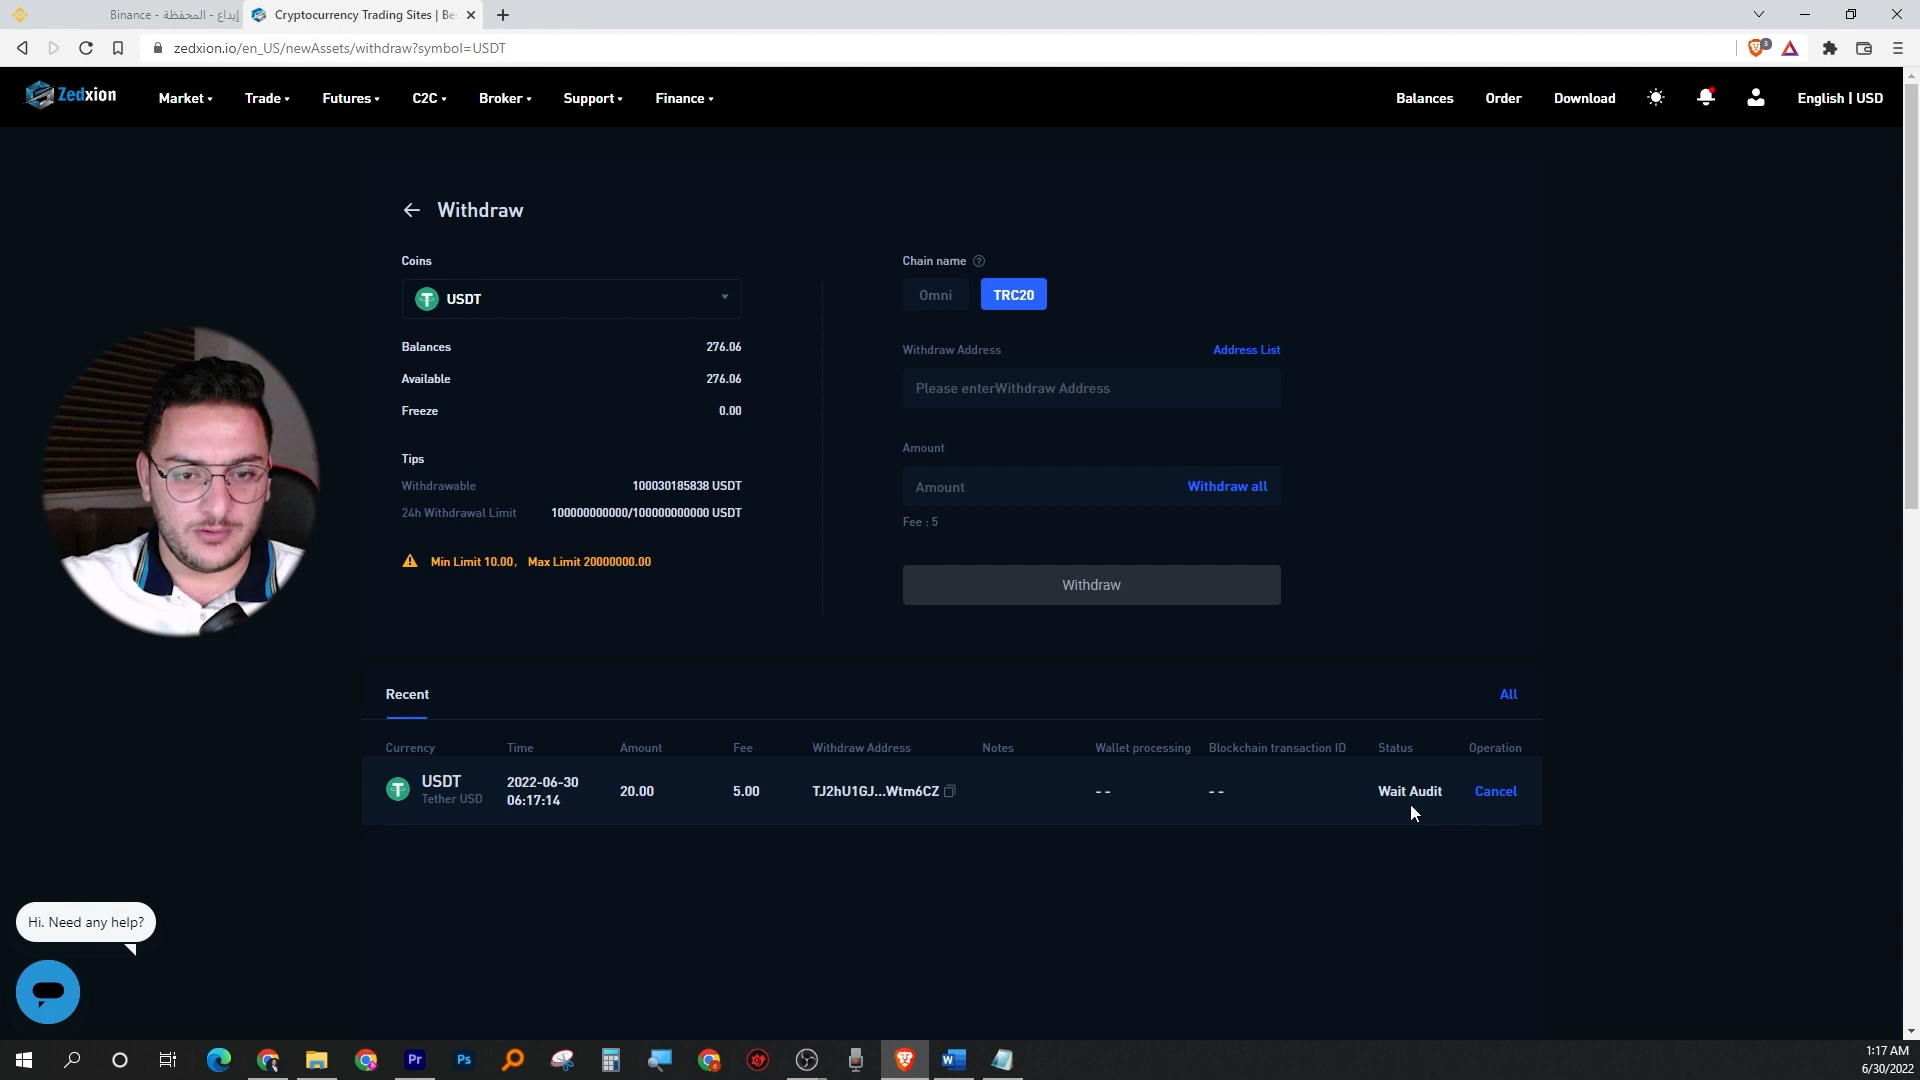 Binance - إيداع - المحفظة
Cryptocurrency Trading Sites | Be
zedxion.io/en_US/newAssets/withdraw?symbol=USDT
3
Zedxion
Market
Trade
Futures
C2C
Broker
Support
Finance
Balances
Order
Download
English | USD
Withdraw
Coins
USDT
Balances 276.06
Available 276.06
Freeze 0.00
Tips
Withdrawable 100030185838 USDT
24h Withdrawal Limit 100000000000/100000000000 USDT
Min Limit 10.00, Max Limit 20000000.00
Chain name ?
Omni TRC20
Withdraw Address Address List
Please enterWithdraw Address
Amount
Amount Withdraw all
Fee : 5
Withdraw
Recent All
Currency Time Amount Fee Withdraw Address Notes Wallet processing Blockchain transaction ID Status Operation
USDT
Tether USD
2022-06-30
06:17:14
20.00 5.00 TJ2hU1GJ...Wtm6CZ -- -- Wait Audit Cancel
Hi. Need any help?
Pr
Ps
W
1:17 AM
6/30/2022